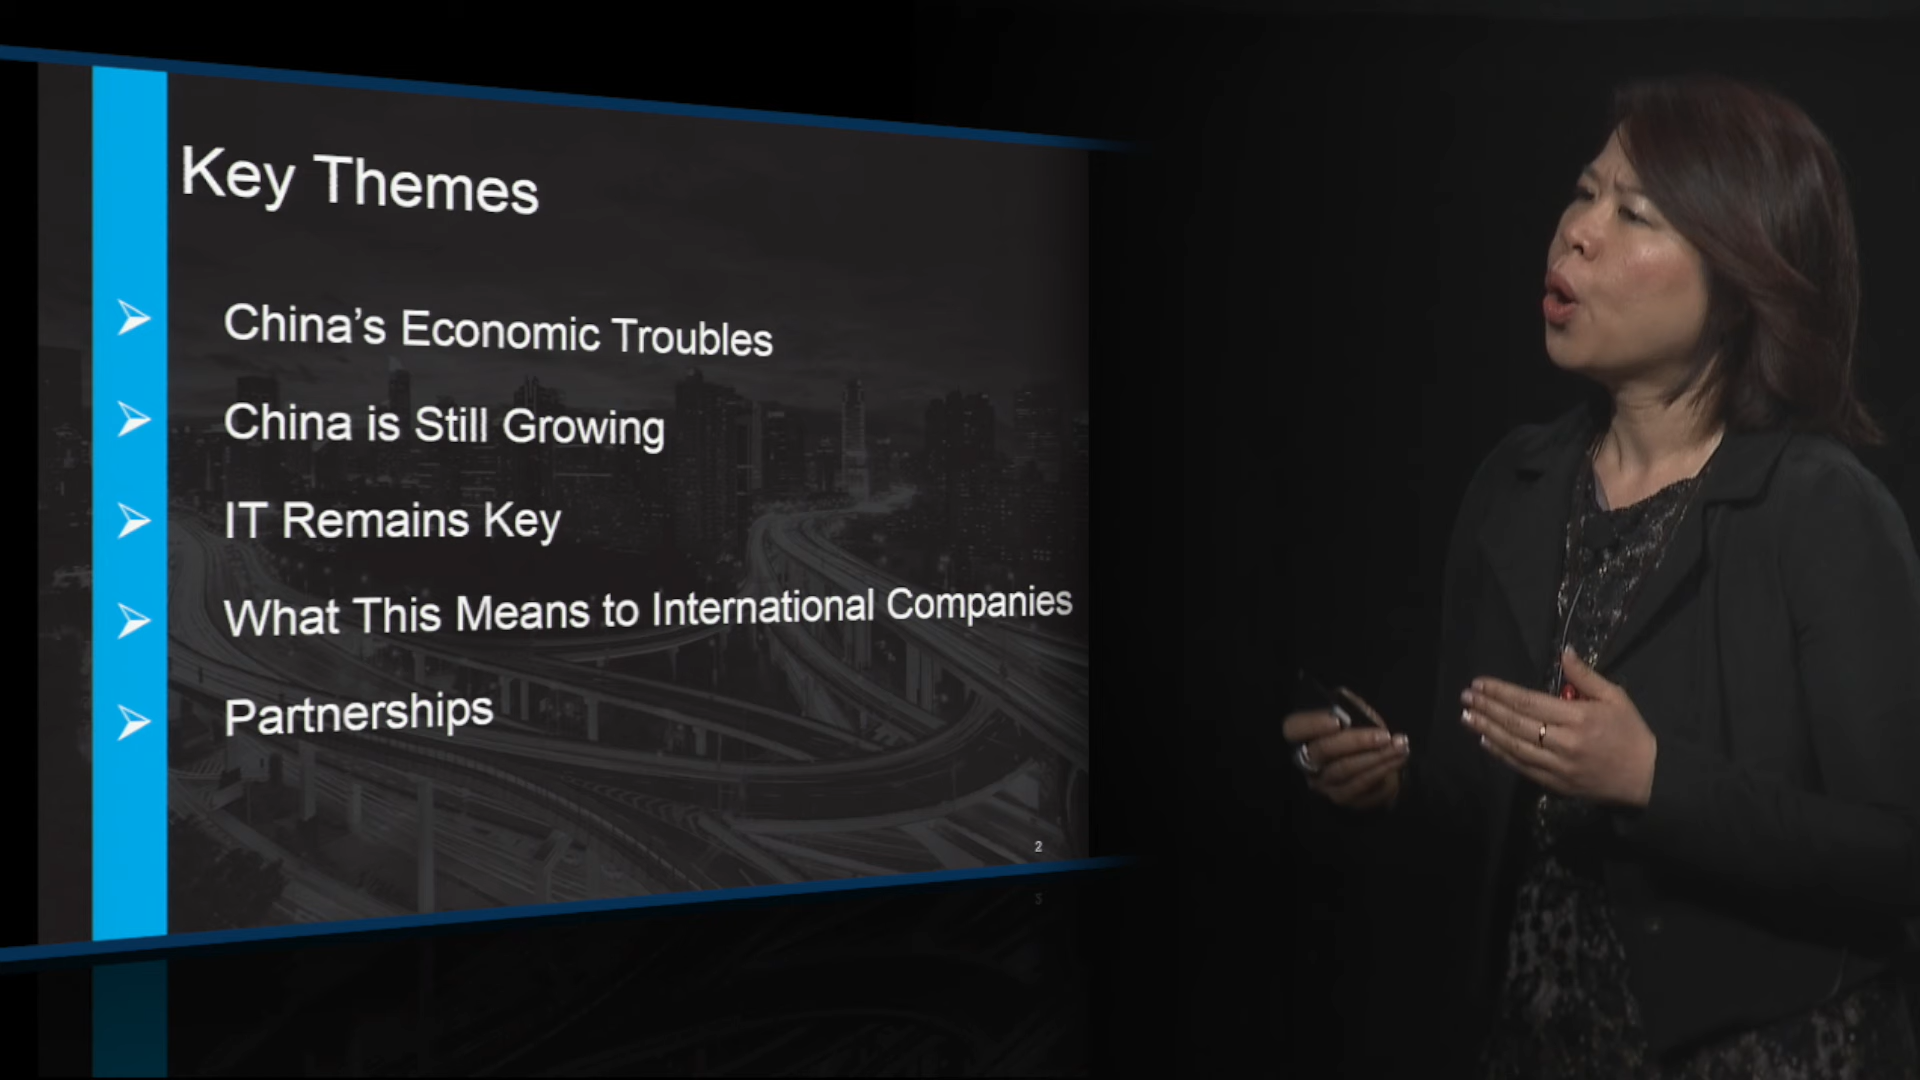 Key Themes
China's Economic Troubles
China is Still Growing
IT Remains Key
What This Means to International Companies
Partnerships
2